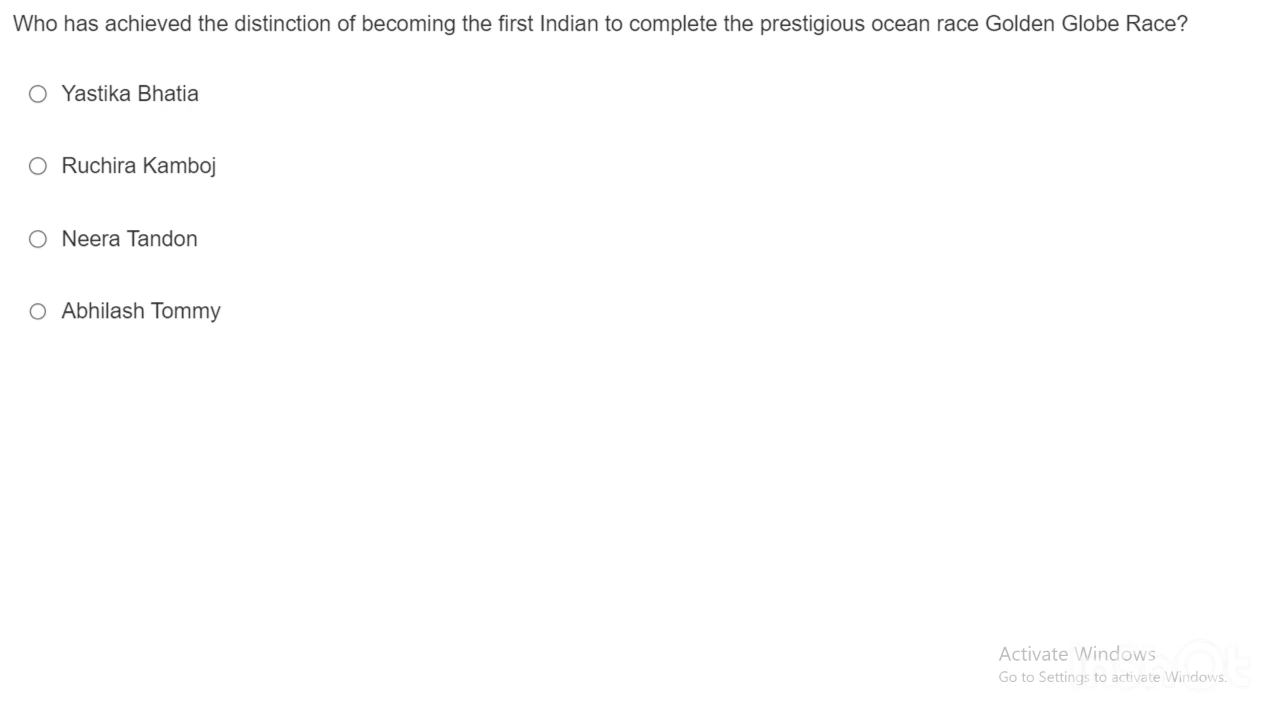 Who has achieved the distinction of becoming the first Indian to complete the prestigious ocean race Golden Globe Race?
Yastika Bhatia
Ruchira Kamboj
Neera Tandon
Abhilash Tommy
Activate Windows
Go to Settings to activate Windows.